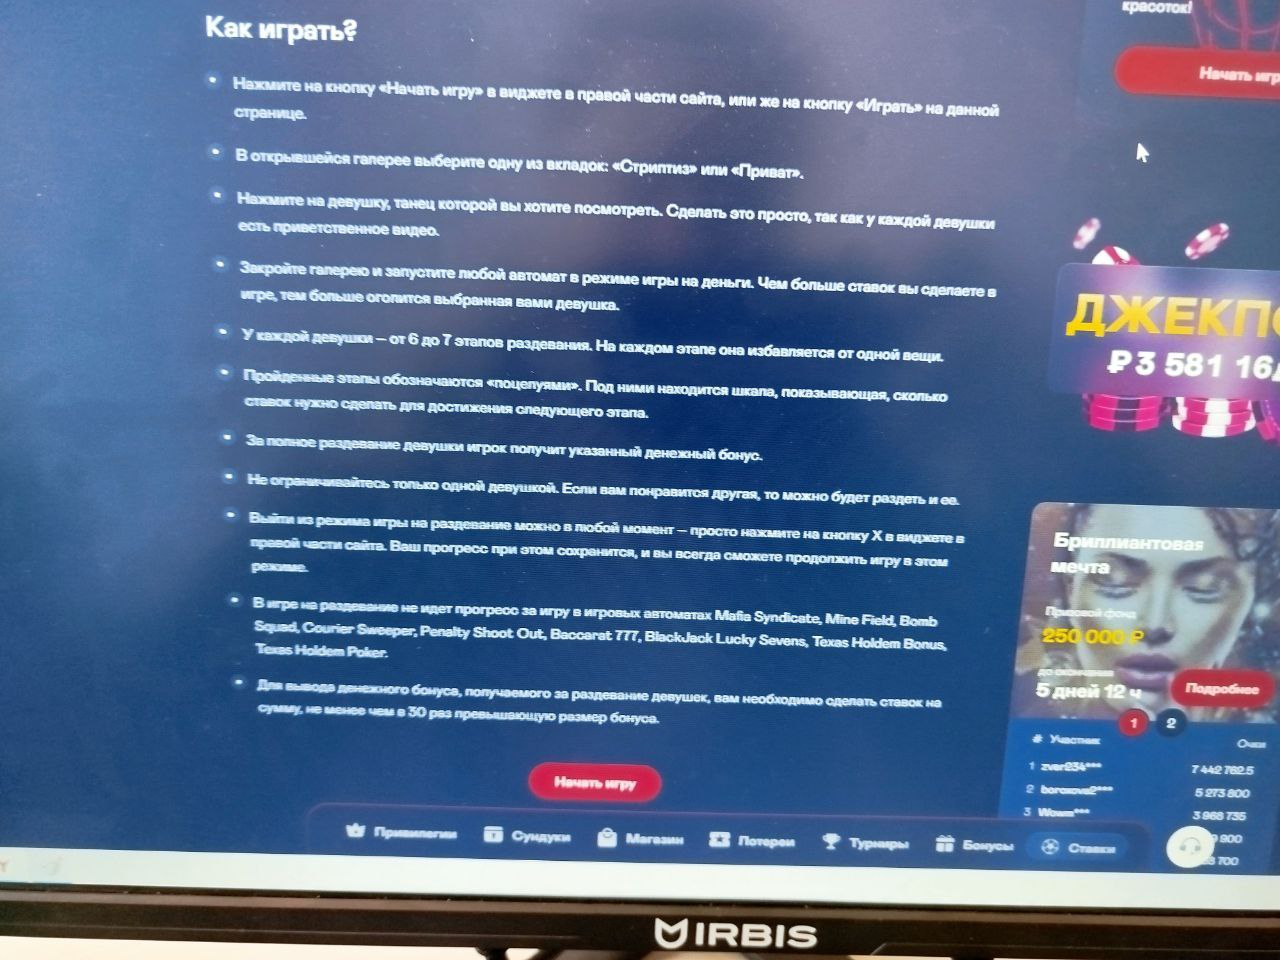 Как играть?
Нажмите на кнопку «Начать игру» в виджете в правой части сайта, или же на кнопку «Играть» на данной
странице.
В открывшейся галерее выберите одну из вкладок: «Стриптиз» или «Приват».
Нажмите на девушку, танец которой вы хотите посмотреть. Сделать это просто, так как у каждой девушки
есть приветственное видео.
Закройте галерею и запустите любой автомат в режиме игры на деньги. Чем больше ставок вы сделаете в
игре, тем больше оголится выбранная вами девушка.
У каждой девушки – от 6 до 7 этапов раздевания. На каждом этапе она избавляется от одной вещи.
Пройденные этапы обозначаются «поцелуями». Под ними находится шкала, показывающая, сколько
ставок нужно сделать для достижения следующего этапа.
За полное раздевание девушки игрок получит указанный денежный бонус.
Не ограничивайтесь только одной девушкой. Если вам понравится другая, то можно будет раздеть и ее.
Выйти из режима игры на раздевание можно в любой момент – просто нажмите на кнопку X в виджете в
правой части сайта. Ваш прогресс при этом сохранится, и вы всегда сможете продолжить игру в этом
режиме.
В игре на раздевание не идет прогресс за игру в игровых автоматах Mafia Syndicate, Mine Field, Bomb
Squad, Courier Sweeper, Penalty Shoot Out, Baccarat 777, BlackJack Lucky Sevens, Texas Holdem Bonus,
Texas Holdem Poker.
Для вывода денежного бонуса, получаемого за раздевание девушек, вам необходимо сделать ставок на
сумму, не менее чем в 30 раз превышающую размер бонуса.
Начать игру
красоток!
Начать игр
ДЖЕКПО
₽ 3 581 16
Бриллиантовая
мечта
Призовой фонд
250 000 ₽
до окончания
5 дней 12 ч
Подробнее
1 2
# Участник Очки
1 zver234*** 7 442 762.5
2 5 273 800
3 Wowm*** 3 968 735
900
700
Привилегии Сундуки Магазин Лотереи Турниры Бонусы Ставки
IRBIS